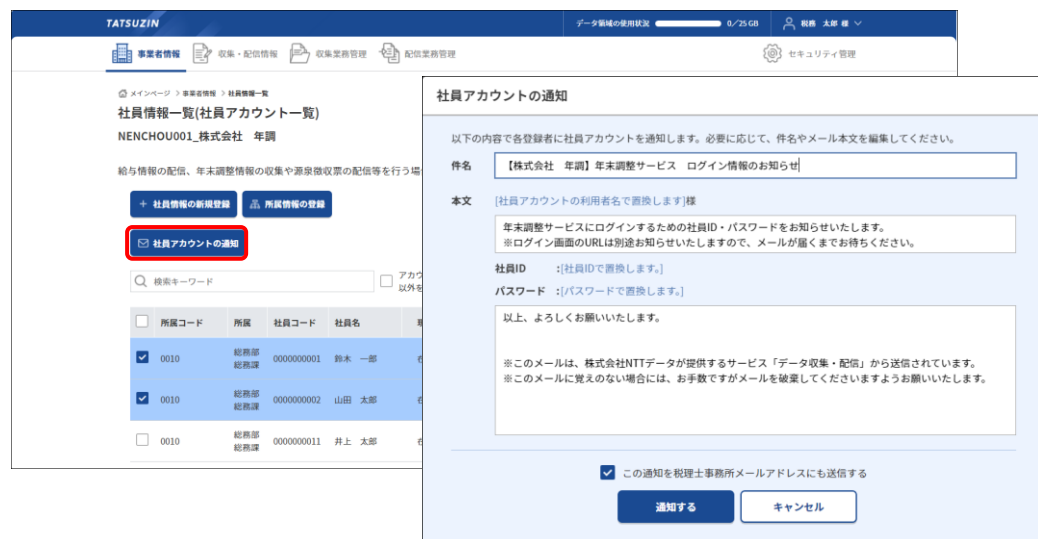 TATSUZIN
データ領域の使用状況 0/25 GB 税務 太郎 様
事業者情報 収集・配信情報 収集業務管理 配信業務管理 セキュリティ管理
メインページ > 事業者情報 > 社員情報一覧
社員情報一覧(社員アカウント一覧)
NENCHOU001_株式会社 年調
給与情報の配信、年末調整情報の収集や源泉徴収票の配信等を行う場
+ 社員情報の新規登録 所属情報の登録
社員アカウントの通知
検索キーワード
アカウ
以外を
所属コード 所属 社員コード 社員名
0010 総務部 総務課 0000000001 鈴木 一郎
0010 総務部 総務課 0000000002 山田 太郎
0010 総務部 総務課 0000000011 井上 太郎
社員アカウントの通知
以下の内容で各登録者に社員アカウントを通知します。必要に応じて、件名やメール本文を編集してください。
件名 【株式会社 年調】年末調整サービス ログイン情報のお知らせ
本文 [社員アカウントの利用者名で置換します]様
年末調整サービスにログインするための社員ID・パスワードをお知らせいたします。
※ログイン画面のURLは別途お知らせいたしますので、メールが届くまでお待ちください。
社員ID :[社員IDで置換します。]
パスワード :[パスワードで置換します。]
以上、よろしくお願いいたします。
※このメールは、株式会社NTTデータが提供するサービス「データ収集・配信」から送信されています。
※このメールに覚えのない場合には、お手数ですがメールを破棄してくださいますようお願いいたします。
この通知を税理士事務所メールアドレスにも送信する
通知する キャンセル